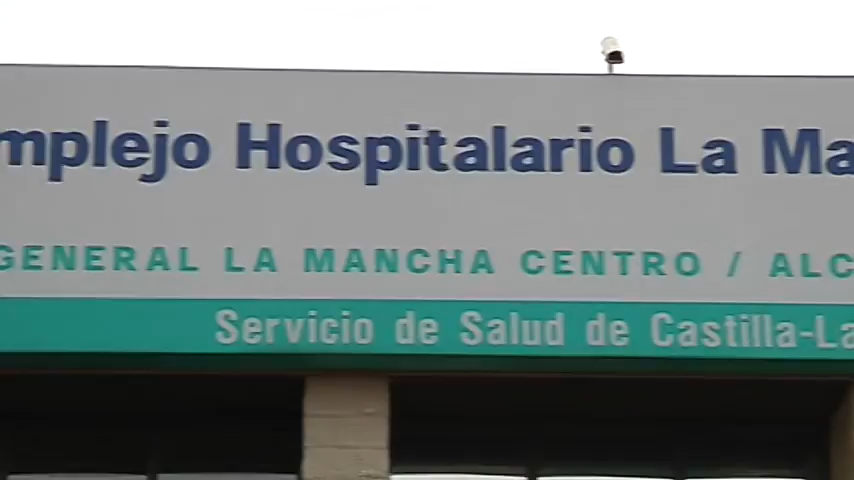 mplejo Hospitalario La Ma
GENERAL LA MANCHA CENTRO / ALC
Servicio de Salud de Castilla-La